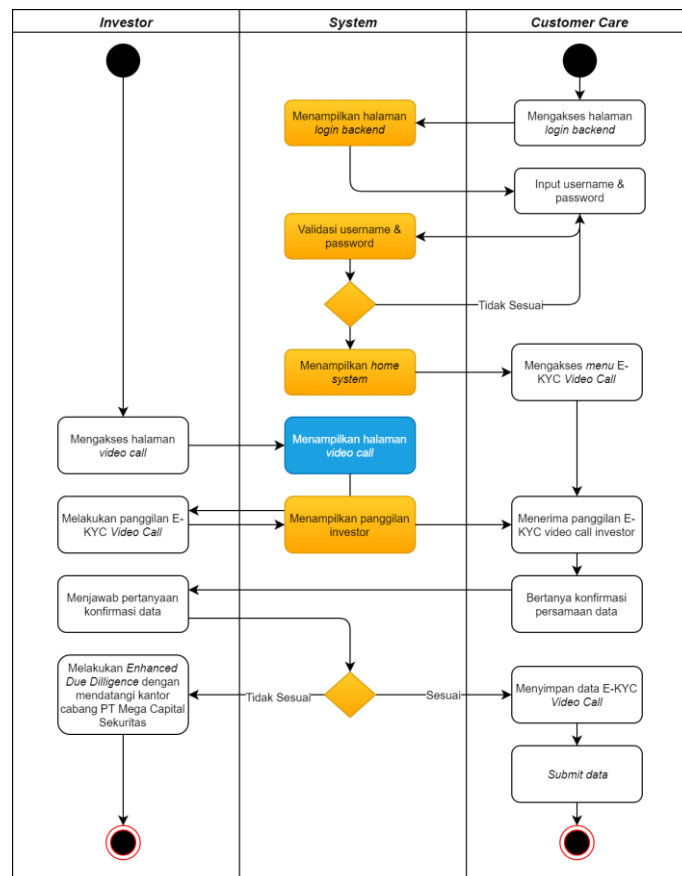 Investor
System
Customer Care
Menampilkan halaman
login backend
Mengakses halaman
login backend
Input username &
password
Validasi username &
password
Tidak Sesuai
Menampilkan home
system
Mengakses menu E-
KYC Video Call
Mengakses halaman
video call
Menampilkan halaman
video call
Melakukan panggilan E-
KYC Video Call
Menampilkan panggilan
investor
Menerima panggilan E-
KYC video call investor
Menjawab pertanyaan
konfirmasi data
Bertanya konfirmasi
persamaan data
Melakukan Enhanced
Due Dilligence dengan
mendatangi kantor
cabang PT Mega Capital
Sekuritas
Tidak Sesuai
Sesuai
Menyimpan data E-KYC
Video Call
Submit data